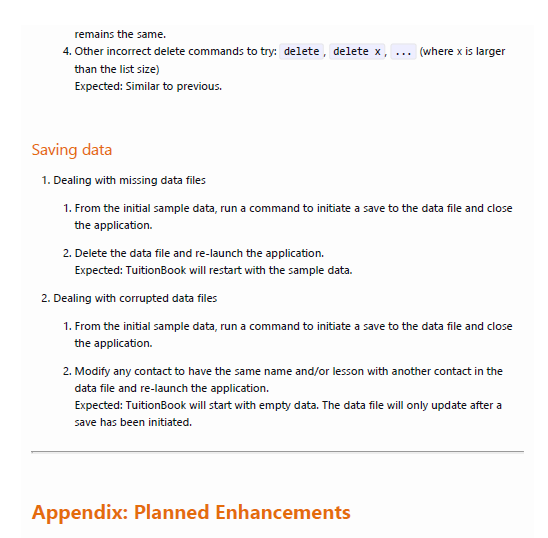 remains the same.
4. Other incorrect delete commands to try: delete, delete x, ... (where x is larger
than the list size)
Expected: Similar to previous.
Saving data
1. Dealing with missing data files
1. From the initial sample data, run a command to initiate a save to the data file and close
the application.
2. Delete the data file and re-launch the application.
Expected: TuitionBook will restart with the sample data.
2. Dealing with corrupted data files
1. From the initial sample data, run a command to initiate a save to the data file and close
the application.
2. Modify any contact to have the same name and/or lesson with another contact in the
data file and re-launch the application.
Expected: TuitionBook will start with empty data. The data file will only update after a
save has been initiated.
Appendix: Planned Enhancements